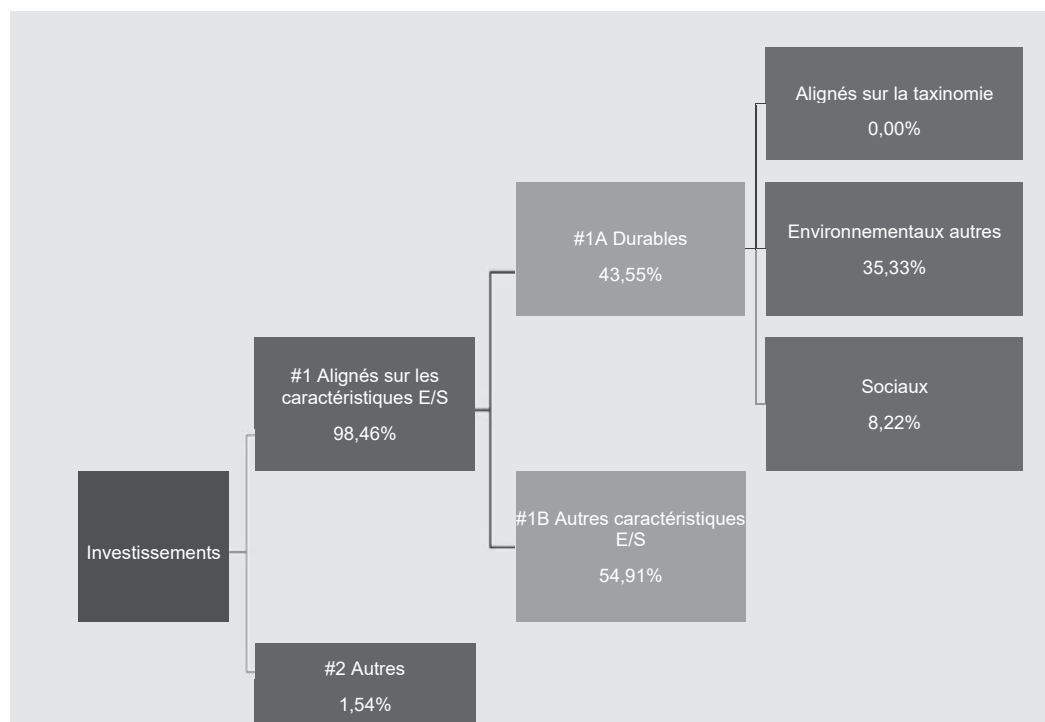 Alignés sur la taxinomie
0,00%
#1A Durables
43,55%
Environnementaux autres
35,33%
#1 Alignés sur les
caractéristiques E/S
98,46%
Sociaux
8,22%
Investissements
#1B Autres caractéristiques
E/S
54,91%
#2 Autres
1,54%